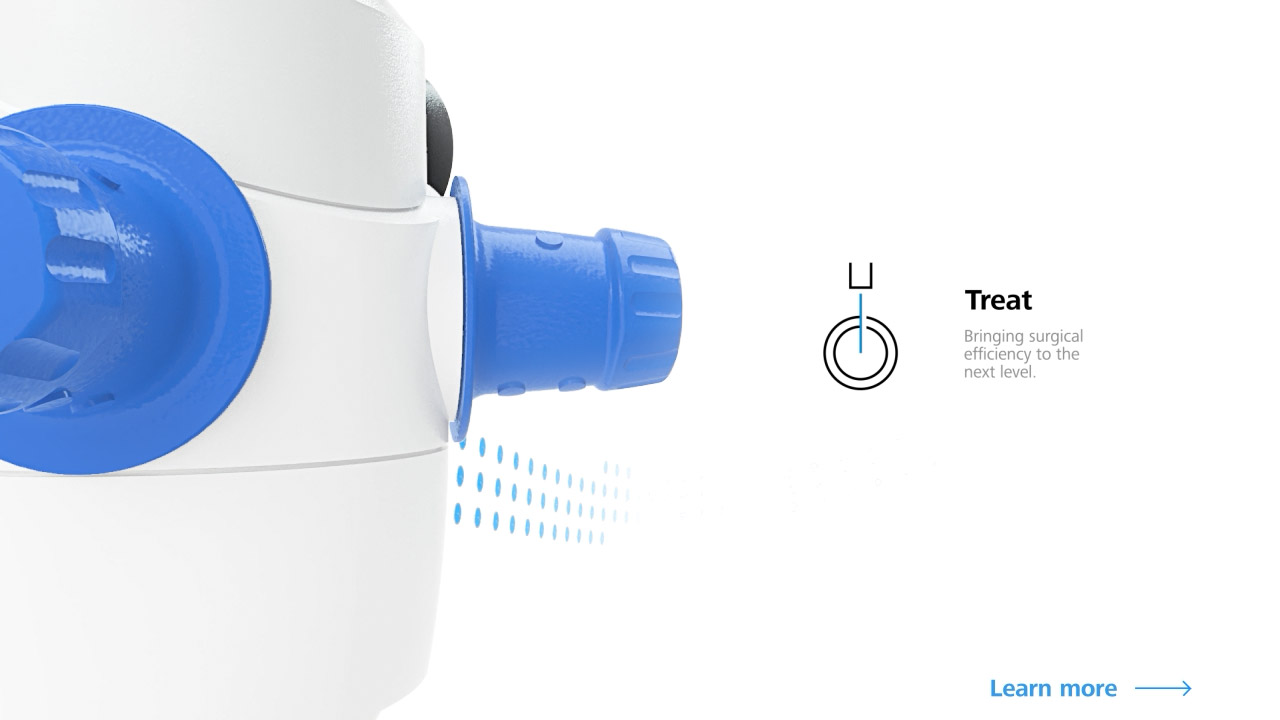 Treat
Bringing surgical
efficiency to the
next level.
Learn more